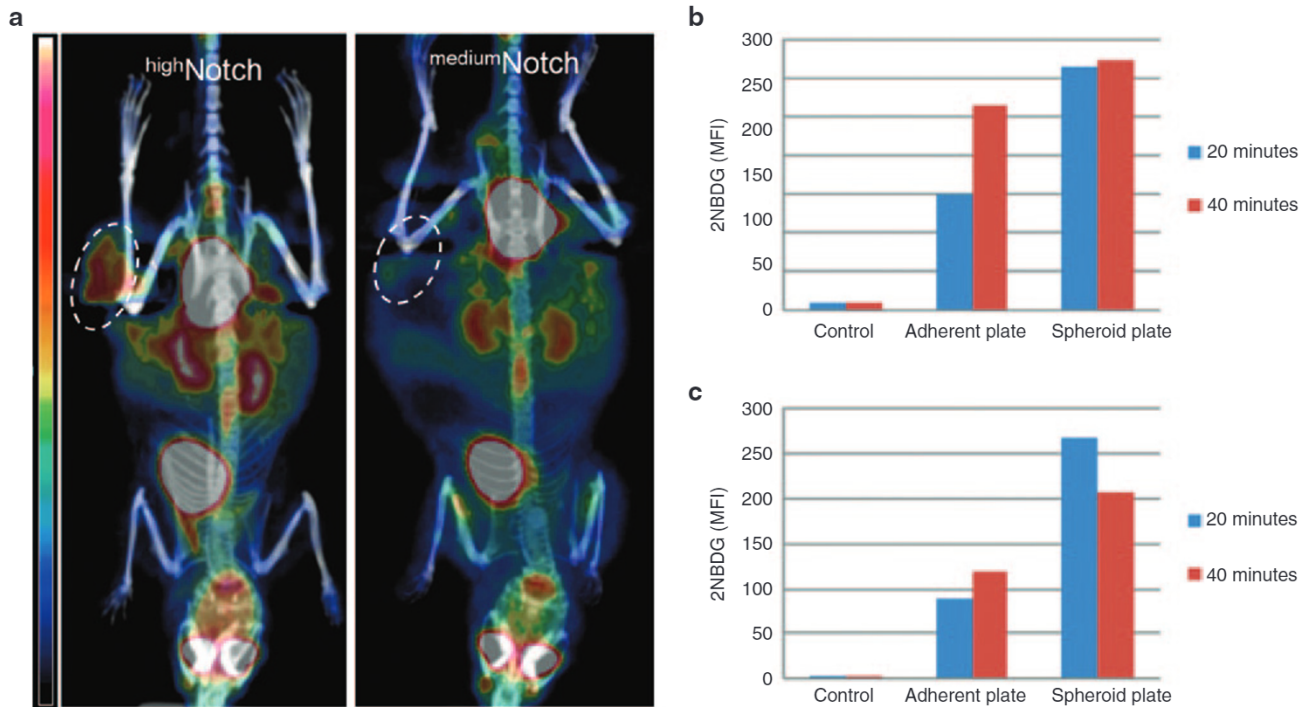 a
highNotch
mediumNotch
b
300
250
200
150
100
50
0
2NBDG (MFI)
Control
Adherent plate
Spheroid plate
20 minutes
40 minutes
c
300
250
200
150
100
50
0
2NBDG (MFI)
Control
Adherent plate
Spheroid plate
20 minutes
40 minutes